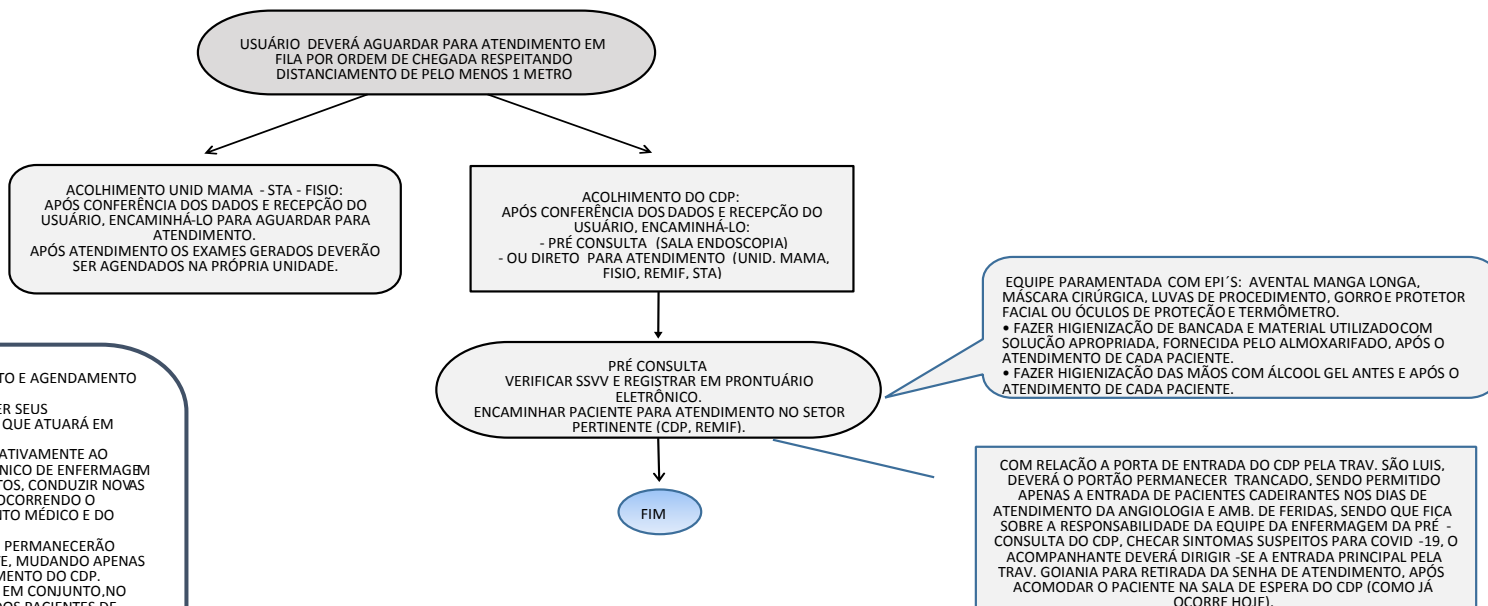 USUÁRIO DEVERÁ AGUARDAR PARA ATENDIMENTO EM
FILA POR ORDEM DE CHEGADA RESPEITANDO
DISTANCIAMENTO DE PELO MENOS 1 METRO
ACOLHIMENTO UNID MAMA - STA - FISIO:
APÓS CONFERÊNCIA DOS DADOS E RECEPÇÃO DO
USUÁRIO, ENCAMINHÁ-LO PARA AGUARDAR PARA
ATENDIMENTO.
APÓS ATENDIMENTO OS EXAMES GERADOS DEVERÃO
SER AGENDADOS NA PRÓPRIA UNIDADE.
ACOLHIMENTO DO CDP:
APÓS CONFERÊNCIA DOS DADOS E RECEPÇÃO DO
USUÁRIO, ENCAMINHÁ-LO:
- PRÉ CONSULTA (SALA ENDOSCOPIA)
- OU DIRETO PARA ATENDIMENTO (UNID. MAMA,
FISIO, REMIF, STA)
EQUIPE PARAMENTADA COM EPI´S: AVENTAL MANGA LONGA,
MÁSCARA CIRÚRGICA, LUVAS DE PROCEDIMENTO, GORRO E PROTETOR
FACIAL OU ÓCULOS DE PROTEÇÃO E TERMÔMETRO.
• FAZER HIGIENIZAÇÃO DE BANCADA E MATERIAL UTILIZADO COM
SOLUÇÃO APROPRIADA, FORNECIDA PELO ALMOXARIFADO, APÓS O
ATENDIMENTO DE CADA PACIENTE.
• FAZER HIGIENIZAÇÃO DAS MÃOS COM ÁLCOOL GEL ANTES E APÓS O
ATENDIMENTO DE CADA PACIENTE.
PRÉ CONSULTA
VERIFICAR SSVV E REGISTRAR EM PRONTUÁRIO
ELETRÔNICO.
ENCAMINHAR PACIENTE PARA ATENDIMENTO NO SETOR
PERTINENTE (CDP, REMIF).
TO E AGENDAMENTO
ER SEUS
QUE ATUARÁ EM
ATIVAMENTE AO
NICO DE ENFERMAGEM
TOS, CONDUZIR NOVAS
OCORRENDO O
TO MÉDICO E DO
PERMANECERÃO
E, MUDANDO APENAS
MENTO DO CDP.
EM CONJUNTO,NO
DOS PACIENTES DE
COM RELAÇÃO A PORTA DE ENTRADA DO CDP PELA TRAV. SÃO LUIS,
DEVERÁ O PORTÃO PERMANECER TRANCADO, SENDO PERMITIDO
APENAS A ENTRADA DE PACIENTES CADEIRANTES NOS DIAS DE
ATENDIMENTO DA ANGIOLOGIA E AMB. DE FERIDAS, SENDO QUE FICA
SOBRE A RESPONSABILIDADE DA EQUIPE DA ENFERMAGEM DA PRÉ -
CONSULTA DO CDP, CHECAR SINTOMAS SUSPEITOS PARA COVID -19, O
ACOMPANHANTE DEVERÁ DIRIGIR -SE A ENTRADA PRINCIPAL PELA
TRAV. GOIANIA PARA RETIRADA DA SENHA DE ATENDIMENTO, APÓS
ACOMODAR O PACIENTE NA SALA DE ESPERA DO CDP (COMO JÁ
OCORRE HOJE).
FIM